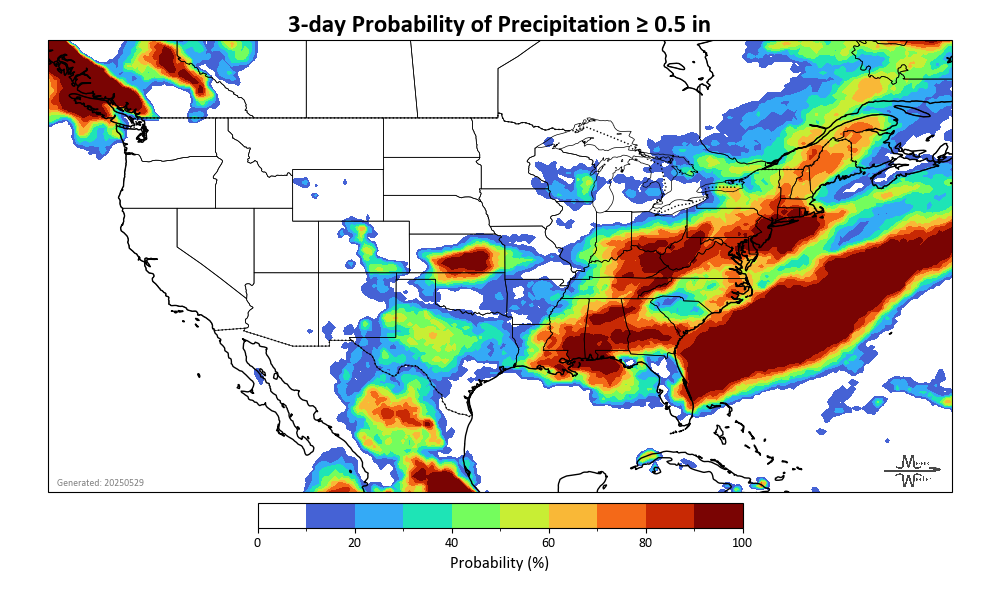 3-day Probability of Precipitation ≥ 0.5 in
Generated: 20250529
0 20 40 60 80 100
Probability (%)